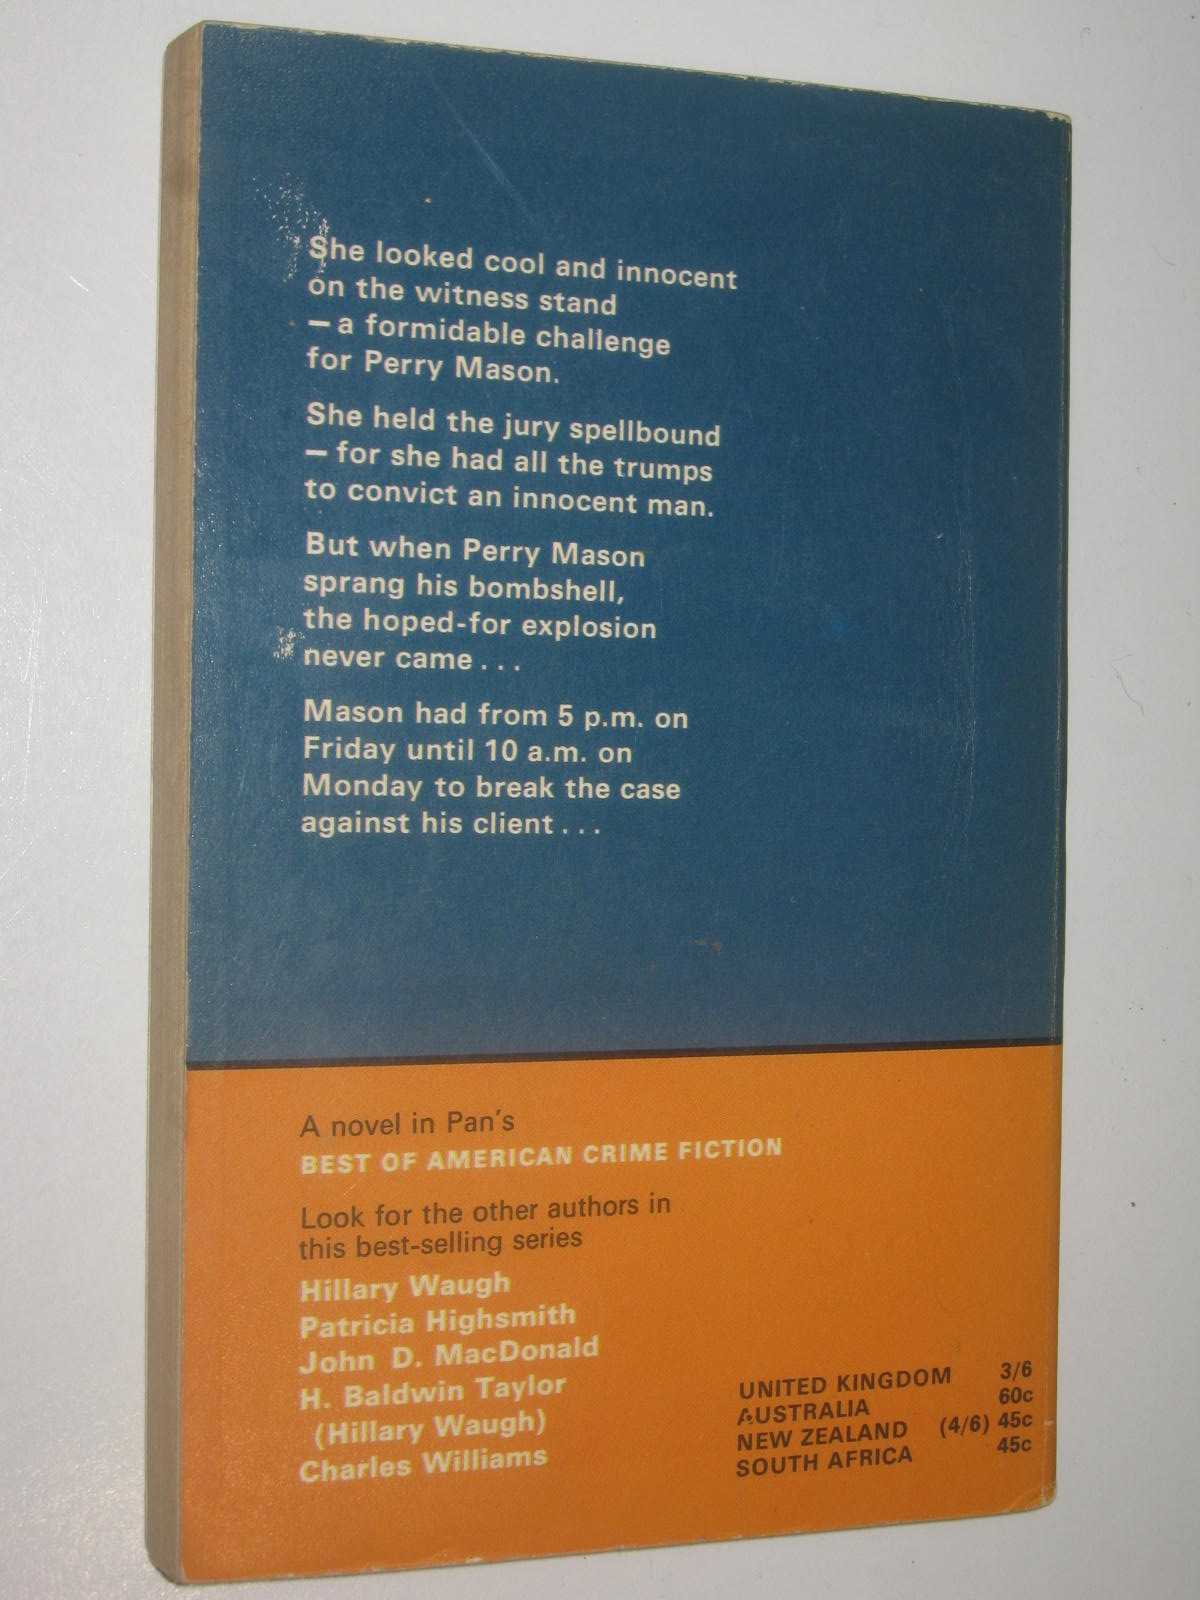 She looked cool and innocent
on the witness stand
– a formidable challenge
for Perry Mason.
She held the jury spellbound
– for she had all the trumps
to convict an innocent man.
But when Perry Mason
sprang his bombshell,
the hoped-for explosion
never came . . .
Mason had from 5 p.m. on
Friday until 10 a.m. on
Monday to break the case
against his client . . .
A novel in Pan's
BEST OF AMERICAN CRIME FICTION
Look for the other authors in
this best-selling series
Hillary Waugh
Patricia Highsmith
John D. MacDonald
H. Baldwin Taylor
(Hillary Waugh)
Charles Williams
UNITED KINGDOM 3/6
AUSTRALIA 60c
NEW ZEALAND (4/6) 45c
SOUTH AFRICA 45c